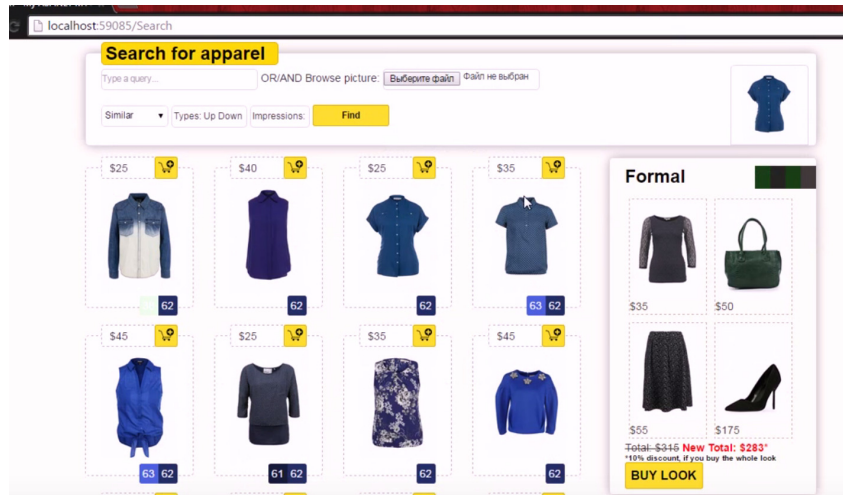 localhost:59085/Search
Search for apparel
Type a query...
OR/AND Browse picture: Выберите файл Файл не выбран
Similar Types: Up Down Impressions: Find
$25 $40 $25 $35
62 62 62 63 62
$45 $25 $35 $45
63 62 61 62 62 62
Formal
$35 $50
$55 $175
Total: $315 New Total: $283*
*10% discount, if you buy the whole look
BUY LOOK